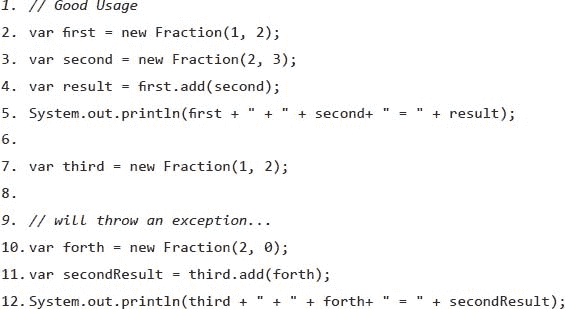 1. // Good Usage
2. var first = new Fraction(1, 2);
3. var second = new Fraction(2, 3);
4. var result = first.add(second);
5. System.out.println(first + " + " + second+ " = " + result);
6.
7. var third = new Fraction(1, 2);
8.
9. // will throw an exception...
10. var forth = new Fraction(2, 0);
11. var secondResult = third.add(forth);
12. System.out.println(third + " + " + forth+ " = " + secondResult);